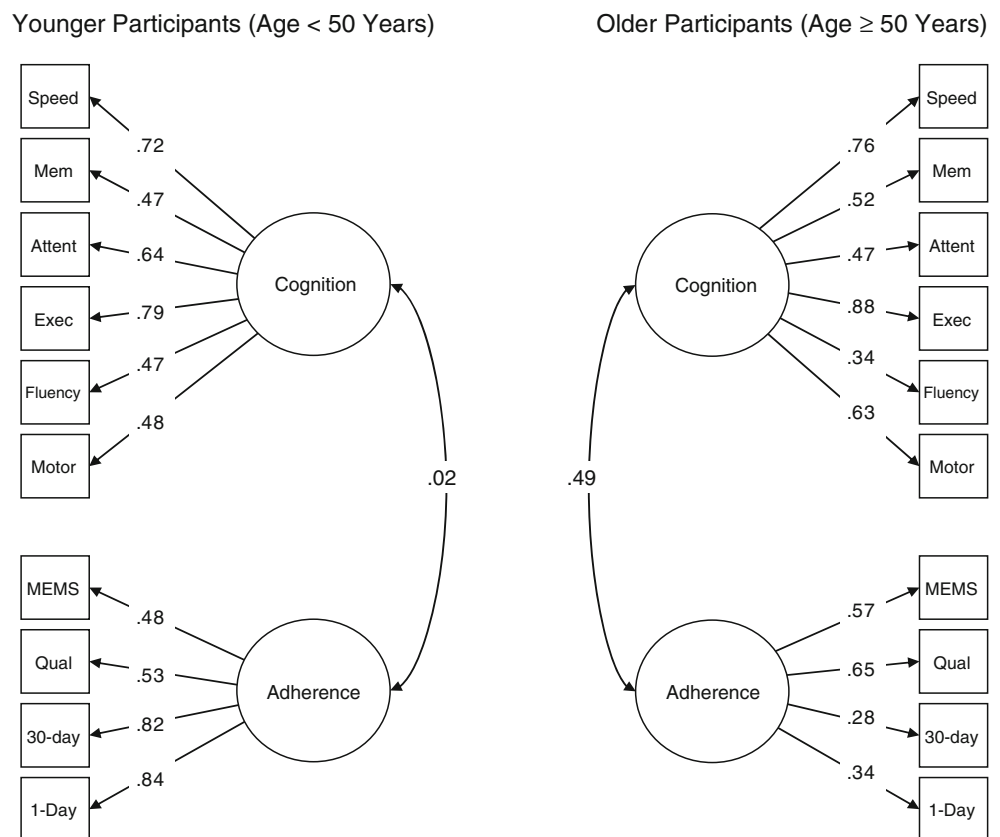 Younger Participants (Age < 50 Years)
Speed
Mem
Attent
Exec
Fluency
Motor
.72
.47
.64
.79
.47
.48
Cognition
.02
MEMS
Qual
30-day
1-Day
.48
.53
.82
.84
Adherence
Older Participants (Age ≥ 50 Years)
Speed
Mem
Attent
Exec
Fluency
Motor
.76
.52
.47
.88
.34
.63
Cognition
.49
MEMS
Qual
30-day
1-Day
.57
.65
.28
.34
Adherence